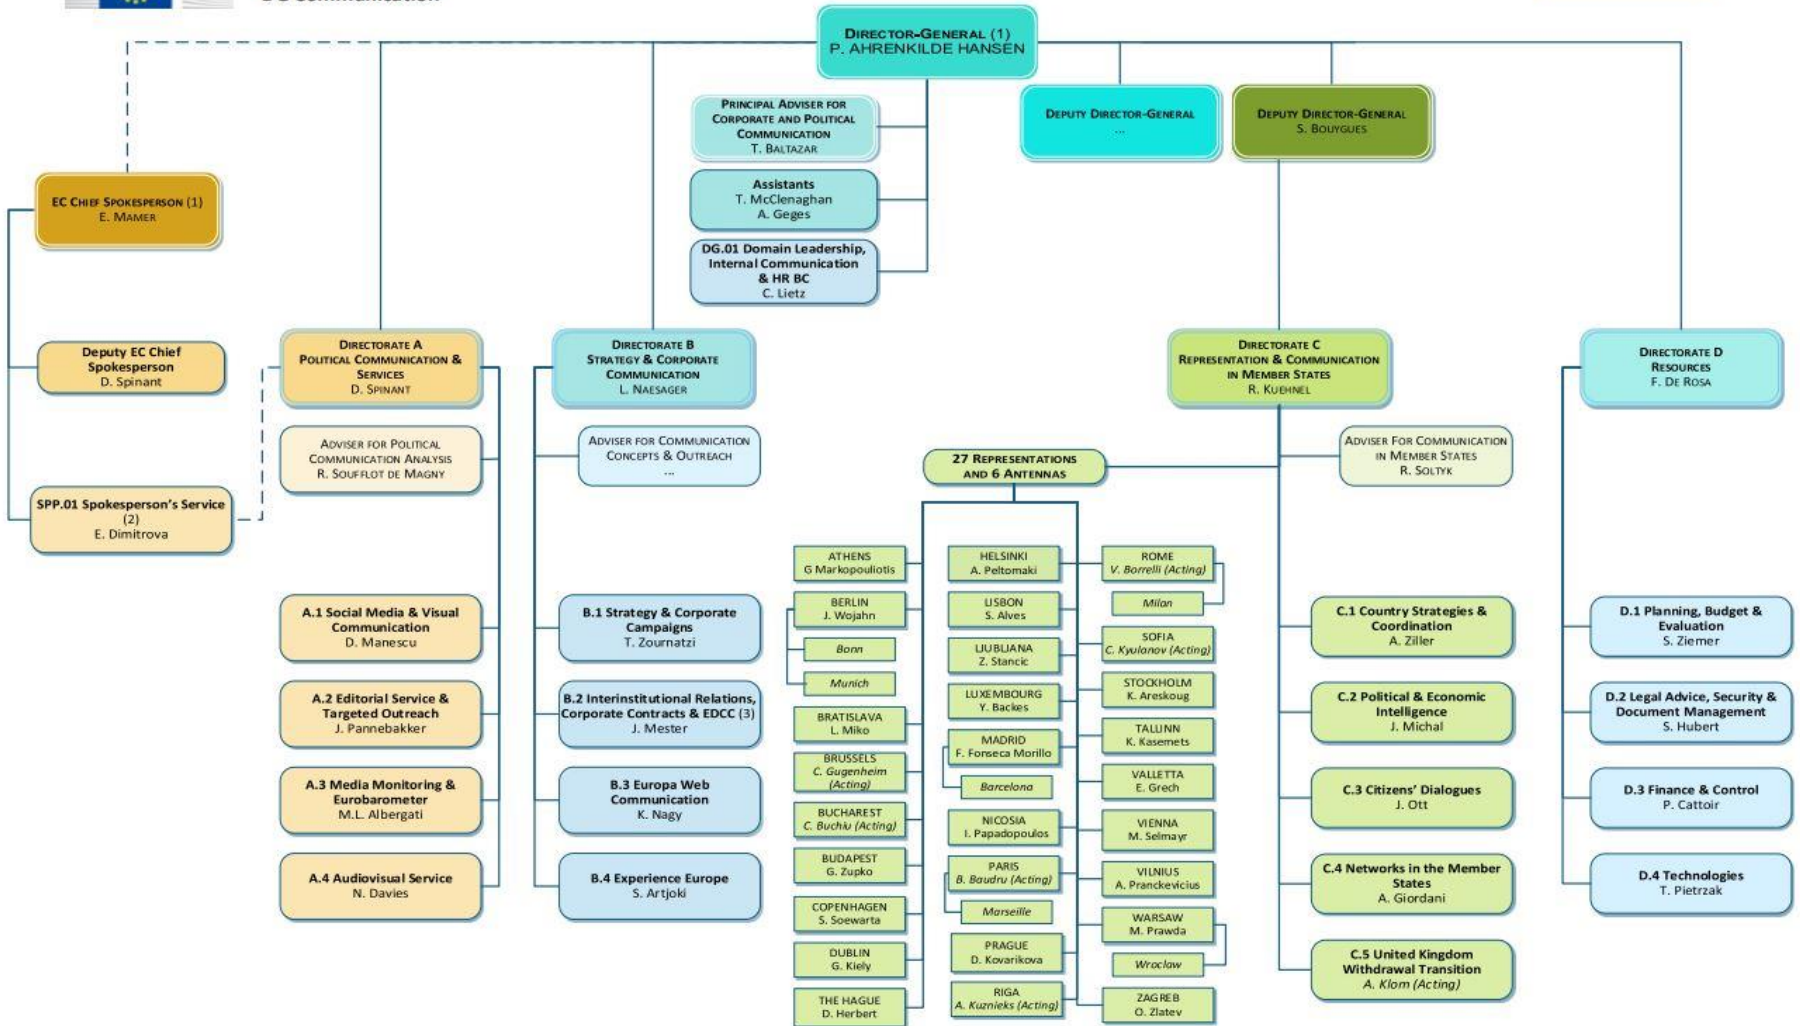 DIRECTOR-GENERAL (1)
P. AHRENKILDE HANSEN
PRINCIPAL ADVISER FOR
CORPORATE AND POLITICAL
COMMUNICATION
T. BALTAZAR
DEPUTY DIRECTOR-GENERAL
...
DEPUTY DIRECTOR-GENERAL
S. BOUYGUES
Assistants
T. McClenaghan
A. Geges
EC CHIEF SPOKESPERSON (1)
E. MAMER
DG.01 Domain Leadership,
Internal Communication
& HR BC
C. Lietz
Deputy EC Chief
Spokesperson
D. Spinant
SPP.01 Spokesperson's Service
(2)
E. Dimitrova
DIRECTORATE A
POLITICAL COMMUNICATION &
SERVICES
D. SPINANT
ADVISER FOR POLITICAL
COMMUNICATION ANALYSIS
R. SOUFFLOT DE MAGNY
A.1 Social Media & Visual
Communication
D. Manescu
A.2 Editorial Service &
Targeted Outreach
J. Pannebakker
A.3 Media Monitoring &
Eurobarometer
M.L. Albergati
A.4 Audiovisual Service
N. Davies
DIRECTORATE B
STRATEGY & CORPORATE
COMMUNICATION
L. NAESAGER
ADVISER FOR COMMUNICATION
CONCEPTS & OUTREACH
...
B.1 Strategy & Corporate
Campaigns
T. Zournatzi
B.2 Interinstitutional Relations,
Corporate Contracts & EDCC (3)
J. Mester
B.3 Europa Web
Communication
K. Nagy
B.4 Experience Europe
S. Artjoki
DIRECTORATE C
REPRESENTATION & COMMUNICATION
IN MEMBER STATES
R. KUEHNEL
ADVISER FOR COMMUNICATION
IN MEMBER STATES
R. SOLTYK
27 REPRESENTATIONS
AND 6 ANTENNAS
ATHENS
G Markopouliotis
BERLIN
J. Wojahn
Bonn
Munich
BRATISLAVA
L. Miko
BRUSSELS
C. Gugenheim
(Acting)
BUCHAREST
C. Buchiu (Acting)
BUDAPEST
G. Zupko
COPENHAGEN
S. Soewarta
DUBLIN
G. Kiely
THE HAGUE
D. Herbert
HELSINKI
A. Peltomaki
LISBON
S. Alves
LJUBLJANA
Z. Stancic
LUXEMBOURG
Y. Backes
MADRID
F. Fonseca Morillo
Barcelona
NICOSIA
I. Papadopoulos
PARIS
B. Baudru (Acting)
Marseille
PRAGUE
D. Kovarikova
RIGA
A. Kuznieks (Acting)
ROME
V. Borrelli (Acting)
Milan
SOFIA
C. Kyulanov (Acting)
STOCKHOLM
K. Areskoug
TALLINN
K. Kasemets
VALLETTA
E. Grech
VIENNA
M. Selmayr
VILNIUS
A. Pranckevicius
WARSAW
M. Prawda
Wroclaw
ZAGREB
O. Zlatev
C.1 Country Strategies &
Coordination
A. Ziller
C.2 Political & Economic
Intelligence
J. Michal
C.3 Citizens' Dialogues
J. Ott
C.4 Networks in the Member
States
A. Giordani
C.5 United Kingdom
Withdrawal Transition
A. Klom (Acting)
DIRECTORATE D
RESOURCES
F. DE ROSA
D.1 Planning, Budget &
Evaluation
S. Ziemer
D.2 Legal Advice, Security &
Document Management
S. Hubert
D.3 Finance & Control
P. Cattoir
D.4 Technologies
T. Pietrzak